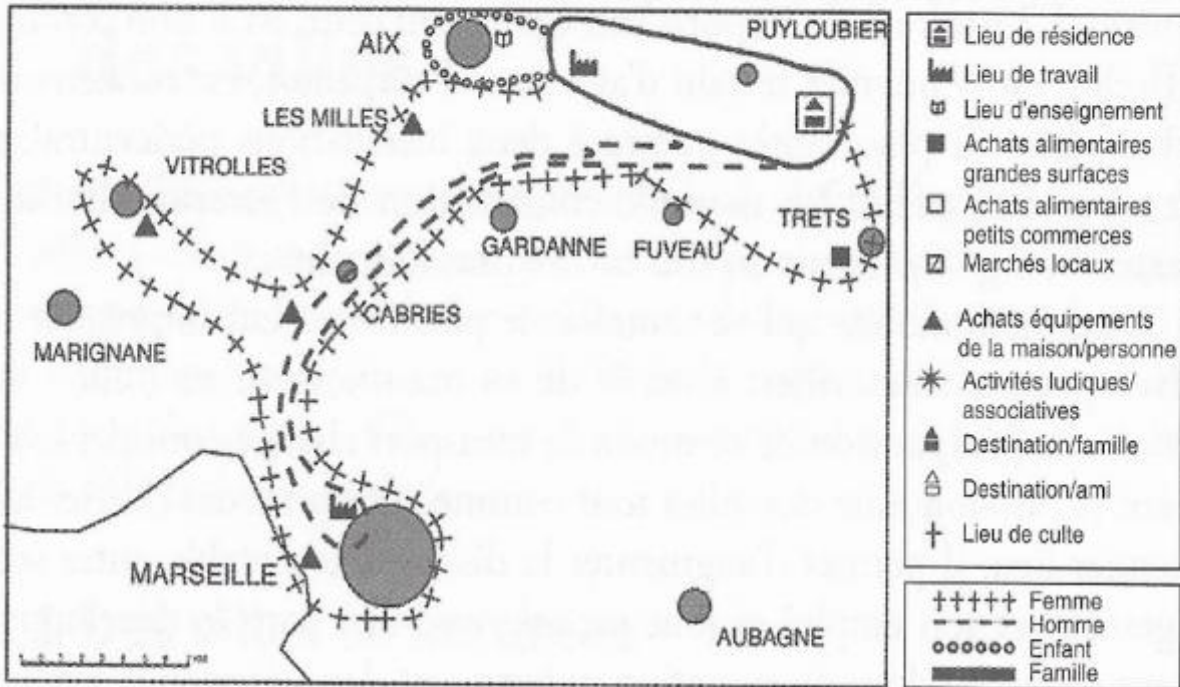 AIX
PUYLOUBIER
LES MILLES
VITROLLES
TRETS
GARDANNE
FUVEAU
CABRIES
MARIGNANE
MARSEILLE
AUBAGNE
KM
Lieu de résidence
Lieu de travail
Lieu d'enseignement
Achats alimentaires
grandes surfaces
Achats alimentaires
petits commerces
Marchés locaux
Achats équipements
de la maison/personne
Activités ludiques/
associatives
Destination/famille
Destination/ami
Lieu de culte
Femme
Homme
Enfant
Famille